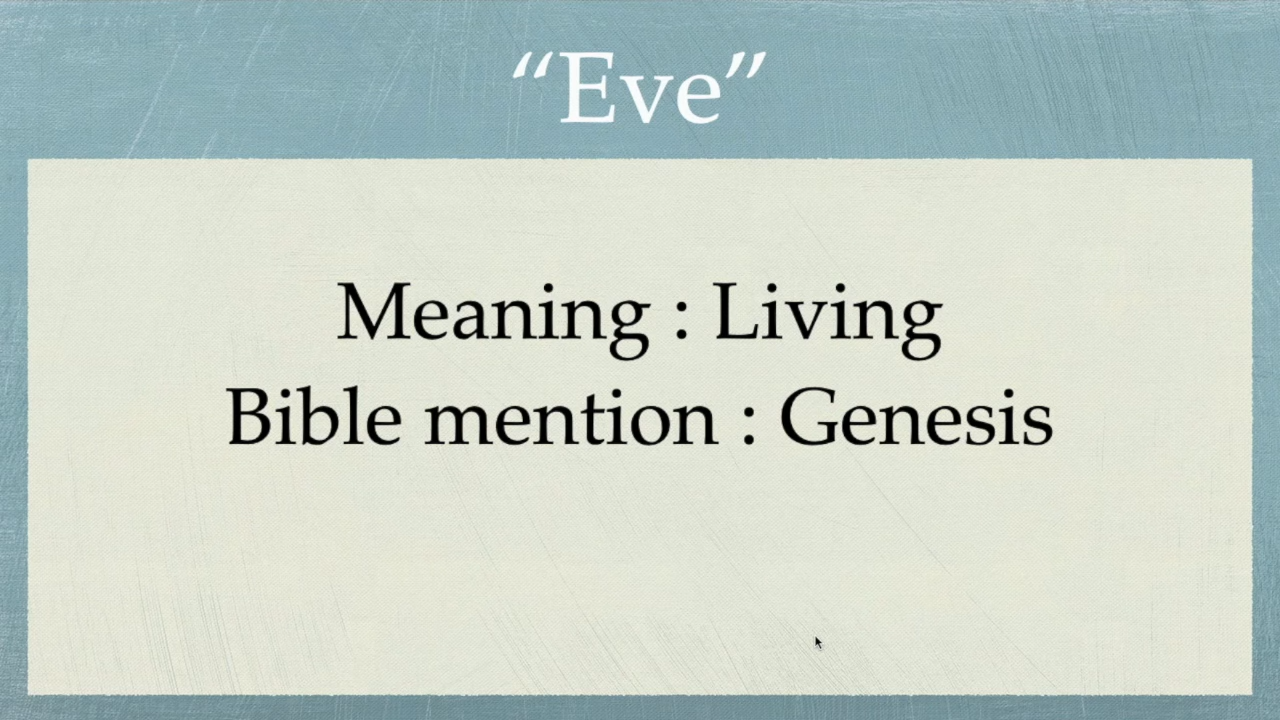 “Eve”
Meaning : Living
Bible mention : Genesis